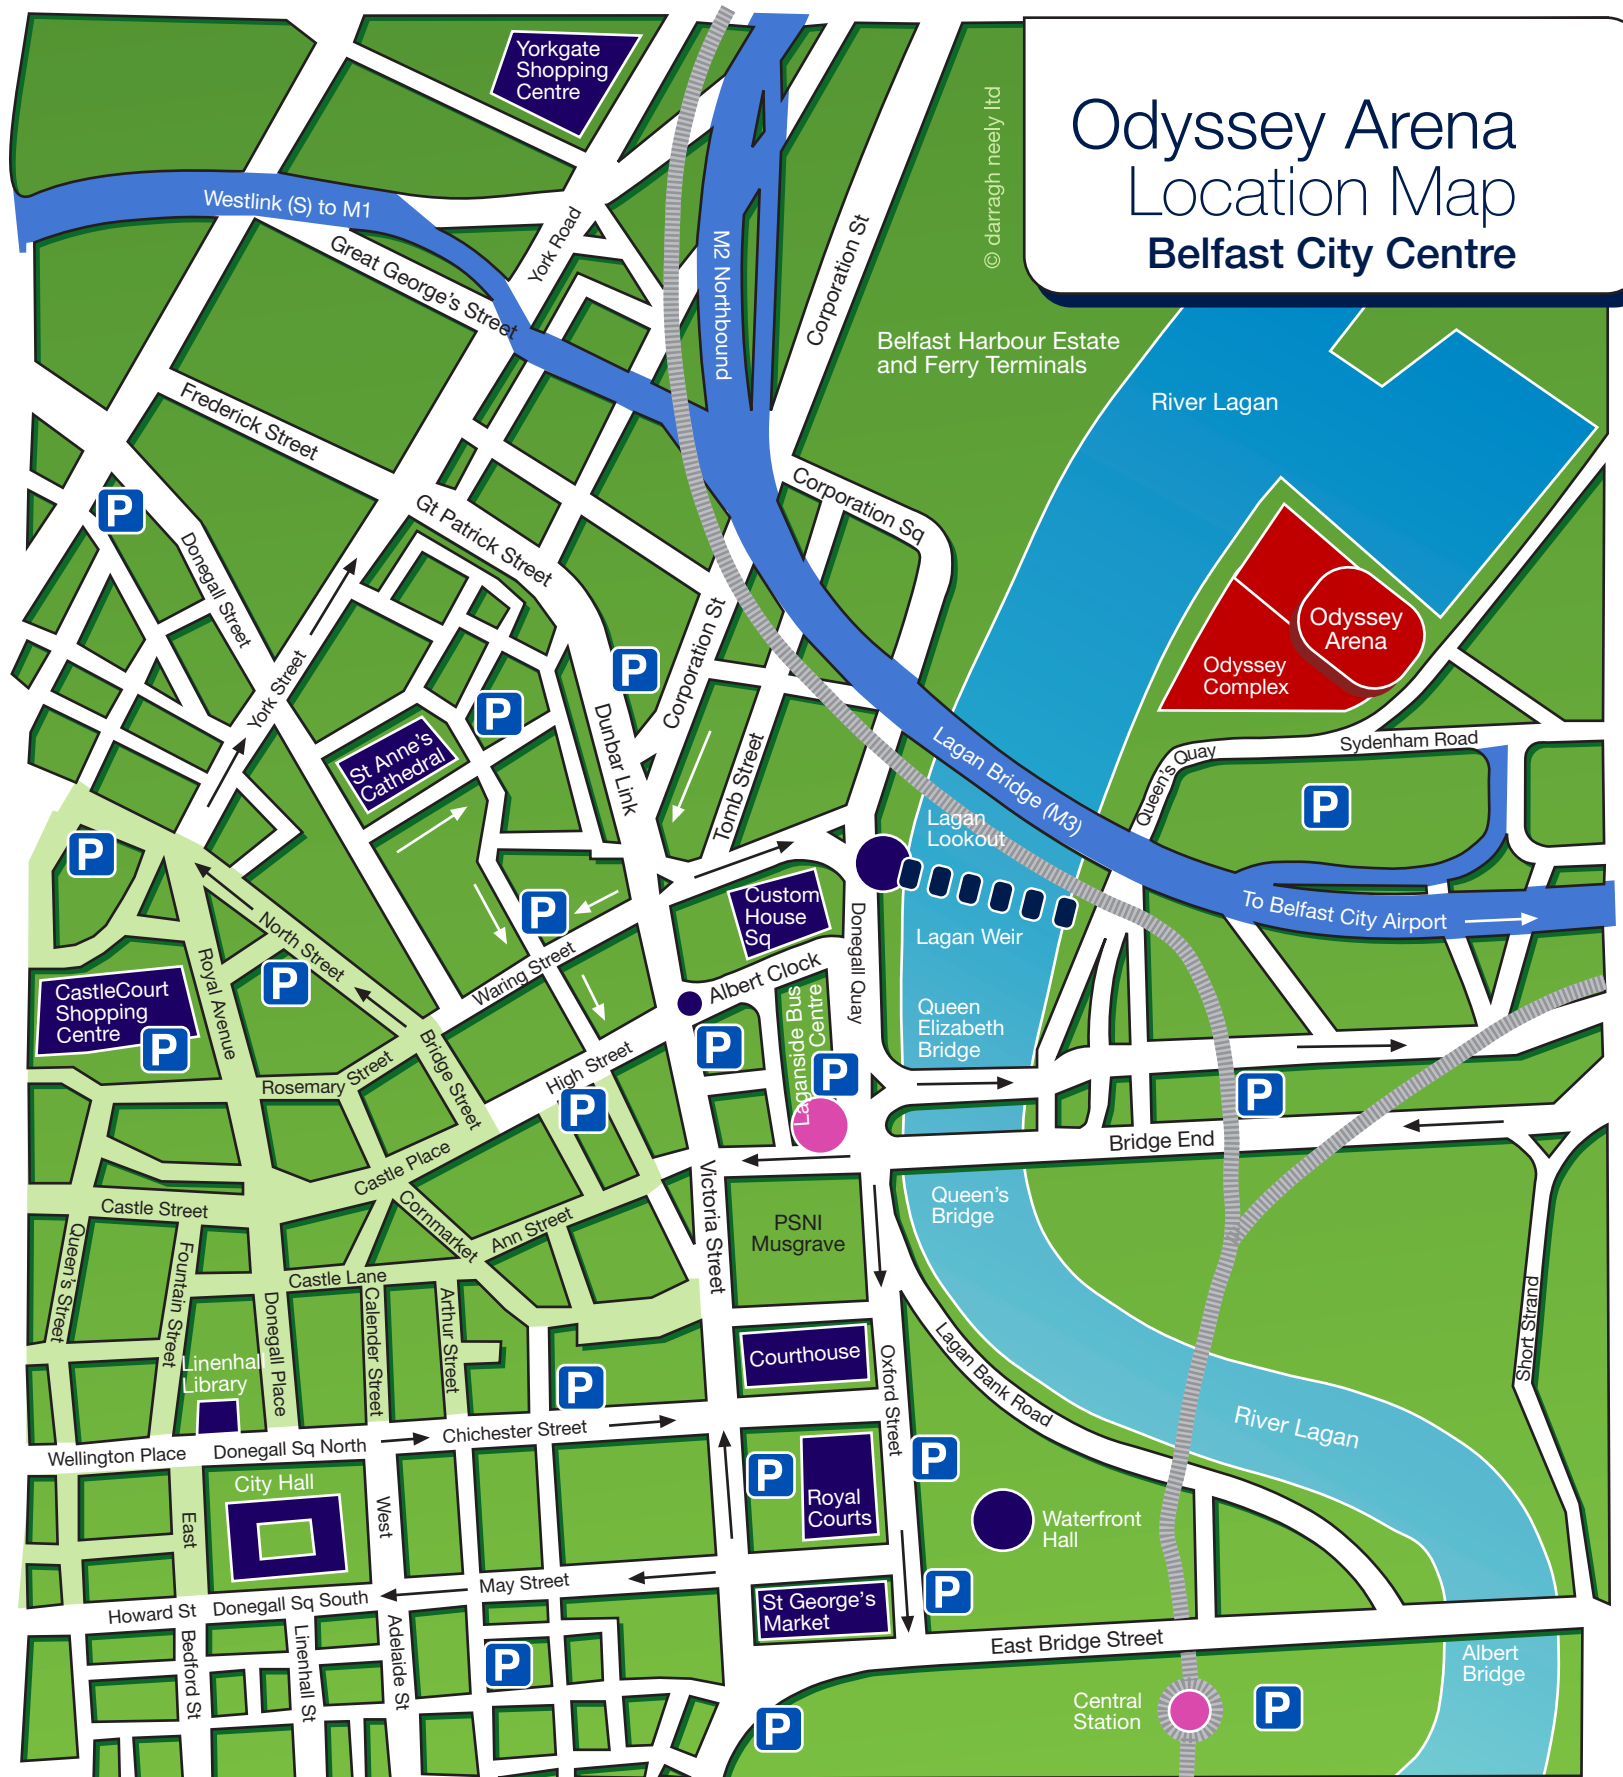 Odyssey Arena
Location Map
Belfast City Centre
© darragh neely ltd
Yorkgate
Shopping
Centre
Westlink (S) to M1
Great George's Street
York Road
M2 Northbound
Corporation St
Belfast Harbour Estate
and Ferry Terminals
River Lagan
Frederick Street
Corporation Sq
P
Gt Patrick Street
Donegall Street
Odyssey
Arena
Odyssey
Complex
P
Corporation St
York Street
P
Dunbar Link
St Anne's
Cathedral
Tomb Street
Lagan Bridge (M3)
Queen's Quay
Sydenham Road
P
Lagan
Lookout
P
To Belfast City Airport
Custom
House
Sq
P
North Street
Donegall Quay
Lagan Weir
Waring Street
Albert Clock
Royal Avenue
P
CastleCourt
Shopping
Centre
P
Laganside Bus
Centre
P
P
Queen
Elizabeth
Bridge
Bridge Street
High Street
Rosemary Street
P
P
Bridge End
Castle Place
Victoria Street
Castle Street
Cornmarket
Ann Street
PSNI
Musgrave
Queen's
Bridge
Queen's Street
Fountain Street
Castle Lane
Donegall Place
Calender Street
Arthur Street
Short Strand
Linenhall
Library
P
Courthouse
Oxford Street
Lagan Bank Road
River Lagan
Wellington Place
Donegall Sq North
Chichester Street
City Hall
P
P
Royal
Courts
East
West
Waterfront
Hall
May Street
P
St George's
Market
Howard St
Donegall Sq South
East Bridge Street
Bedford St
Linenhall St
Adelaide St
P
Albert
Bridge
Central
Station
P
P